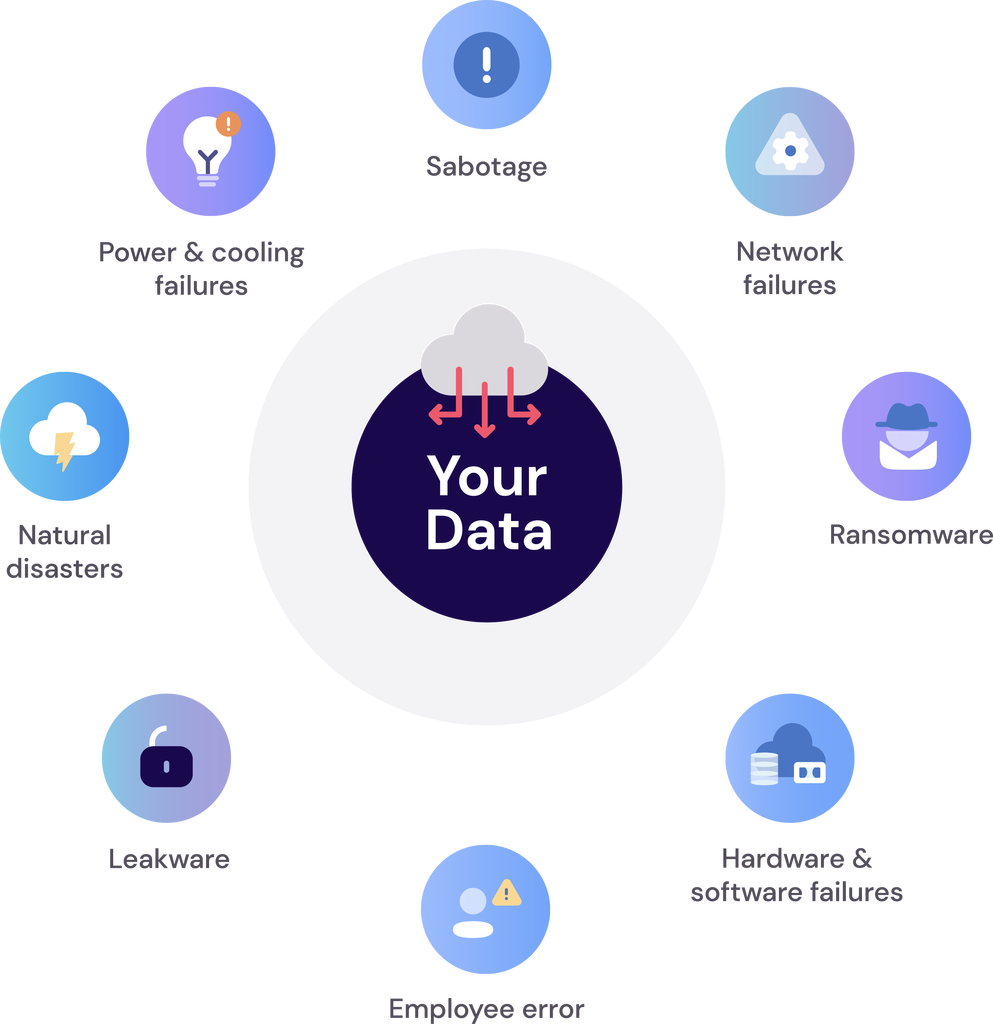 Sabotage
Power & cooling
failures
Network
failures
Your
Data
Natural
disasters
Ransomware
Leakware
Hardware &
software failures
Employee error